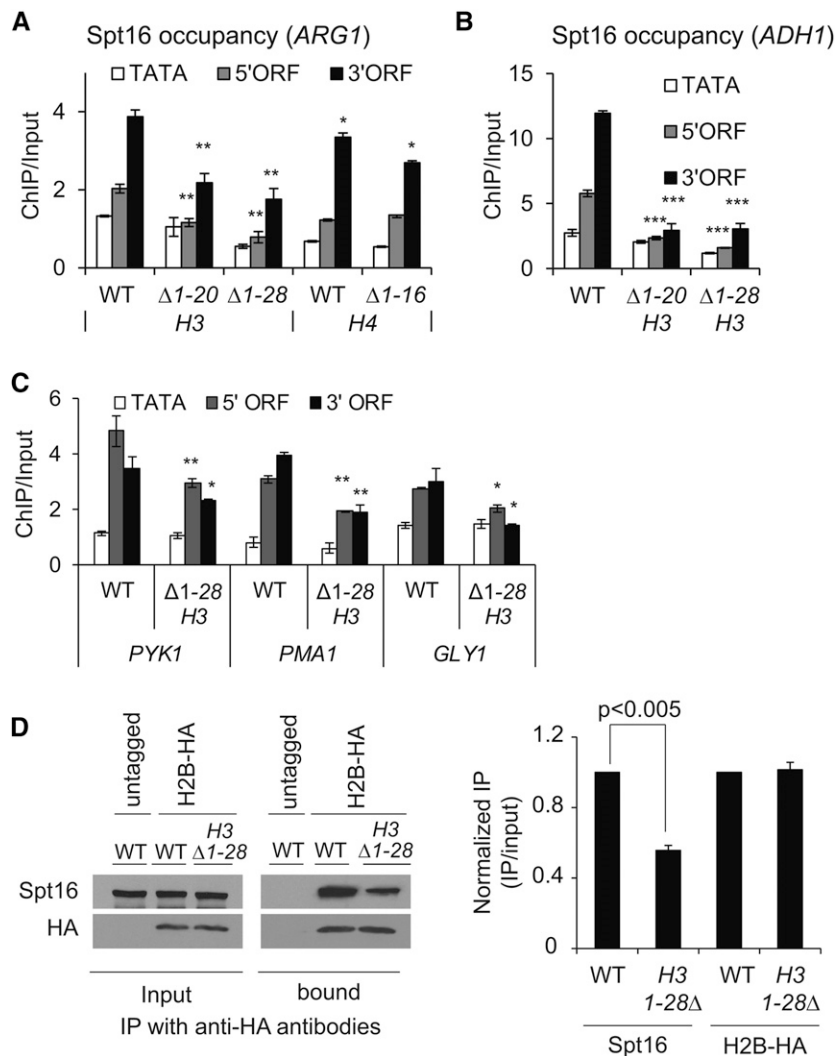 A
Spt16 occupancy (ARG1)
TATA 5'ORF 3'ORF
ChIP/Input
4
2
0
** ** ** ** * *
WT Δ1-20 Δ1-28 WT Δ1-16
H3 H4
B
Spt16 occupancy (ADH1)
TATA
5'ORF
3'ORF
ChIP/Input
15
10
5
0
*** *** *** ***
WT Δ1-20 Δ1-28
H3 H3
C
TATA 5' ORF 3' ORF
ChIP/Input
6
4
2
0
** * ** ** * *
WT Δ1-28 WT Δ1-28 WT Δ1-28
H3 H3 H3
PYK1 PMA1 GLY1
D
untagged H2B-HA untagged H2B-HA
WT WT H3 Δ1-28 WT WT H3 Δ1-28
Spt16
HA
Input bound
IP with anti-HA antibodies
p<0.005
Normalized IP
(IP/input)
1.2
0.8
0.4
0
WT H3 WT H3
1-28Δ 1-28Δ
Spt16 H2B-HA